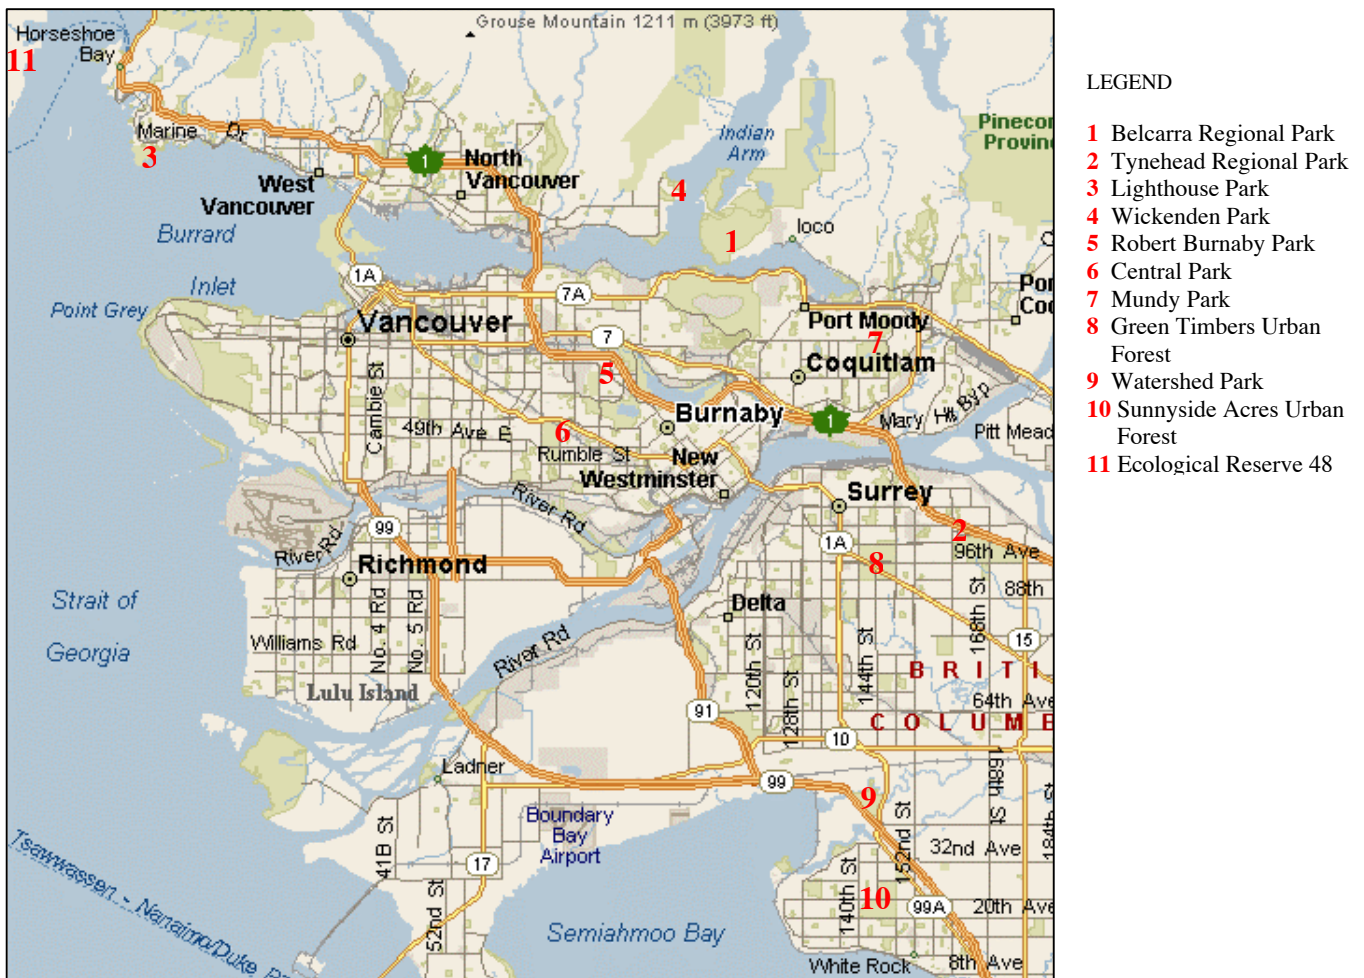 Grouse Mountain 1211 m (3973 ft)
Horseshoe
Bay
11
Marine Dr
3
Indian
Arm
Pinecon
Provinc
1
North
Vancouver
West
Vancouver
4
1
Ioco
Burrard
Inlet
1A
7A
Point Grey
Vancouver
7
Port Moody
7
Por
Coq
Coquitlam
5
Cambie St
49th Ave E
6
Rumble St
Burnaby
1
Mary Hill Byp
Pitt Mead
New
Westminster
Surrey
River Rd
99
River Rd
1A
2
96th Ave
8
88th
Richmond
Strait of
Georgia
No. 4 Rd
No. 5 Rd
Williams Rd
Lulu Island
River Rd
Delta
120th St
128th St
144th St
168th St
15
BRITI
64th Ave
COLUMB
91
10
Ladner
99
9
168th St
184th St
Boundary
Bay
Airport
152nd St
32nd Ave
41B St
17
52nd St
140th St
10
99A
20th Ave
Tsawwassen - Nanaimo/Duke
Semiahmoo Bay
White Rock
8th Ave
LEGEND
1 Belcarra Regional Park
2 Tynehead Regional Park
3 Lighthouse Park
4 Wickenden Park
5 Robert Burnaby Park
6 Central Park
7 Mundy Park
8 Green Timbers Urban
Forest
9 Watershed Park
10 Sunnyside Acres Urban
Forest
11 Ecological Reserve 48